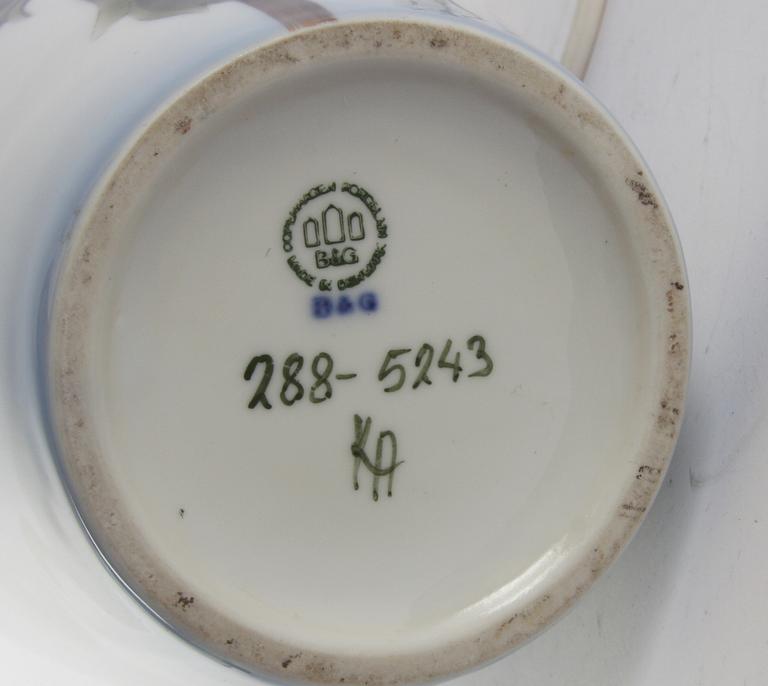 COPENHAGEN PORCELAIN
B&G
MADE IN DENMARK
B&G
288-5243
KA